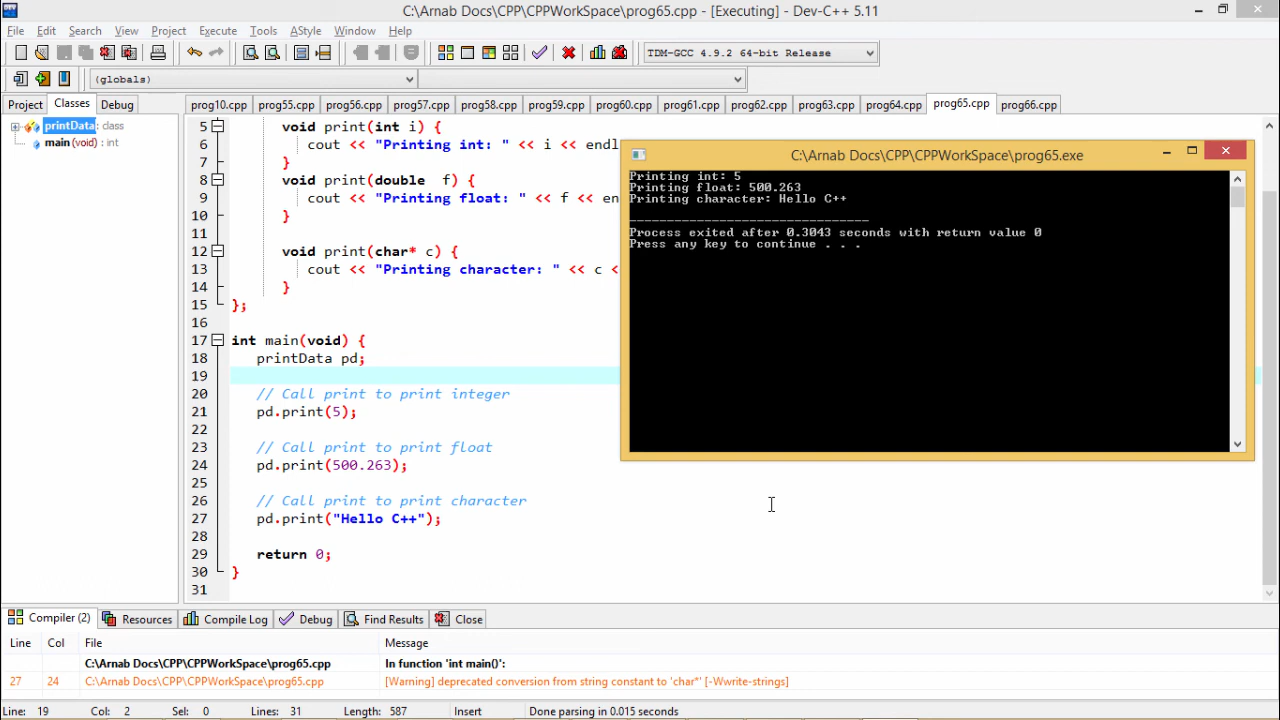 C:\Arnab Docs\CPP\CPPWorkSpace\prog65.cpp - [Executing] - Dev-C++ 5.11
File Edit Search View Project Execute Tools AStyle Window Help
TDM-GCC 4.9.2 64-bit Release
(globals)
Project Classes Debug
prog10.cpp prog55.cpp prog56.cpp prog57.cpp prog58.cpp prog59.cpp prog60.cpp prog61.cpp prog62.cpp prog63.cpp prog64.cpp prog65.cpp prog66.cpp
printData : class
main (void) : int
5 void print(int i) {
6 cout << "Printing int: " << i << endl
7 }
8 void print(double f) {
9 cout << "Printing float: " << f << en
10 }
11
12 void print(char* c) {
13 cout << "Printing character: " << c <
14 }
15 };
16
17 int main(void) {
18 printData pd;
19
20 // Call print to print integer
21 pd.print(5);
22
23 // Call print to print float
24 pd.print(500.263);
25
26 // Call print to print character
27 pd.print("Hello C++");
28
29 return 0;
30 }
31
C:\Arnab Docs\CPP\CPPWorkSpace\prog65.exe
Printing int: 5
Printing float: 500.263
Printing character: Hello C++
--------------------------------
Process exited after 0.3043 seconds with return value 0
Press any key to continue . . .
Compiler (2) Resources Compile Log Debug Find Results Close
Line Col File Message
C:\Arnab Docs\CPP\CPPWorkSpace\prog65.cpp In function 'int main()':
27 24 C:\Arnab Docs\CPP\CPPWorkSpace\prog65.cpp [Warning] deprecated conversion from string constant to 'char*' [-Wwrite-strings]
Line: 19 Col: 2 Sel: 0 Lines: 31 Length: 587 Insert Done parsing in 0.015 seconds